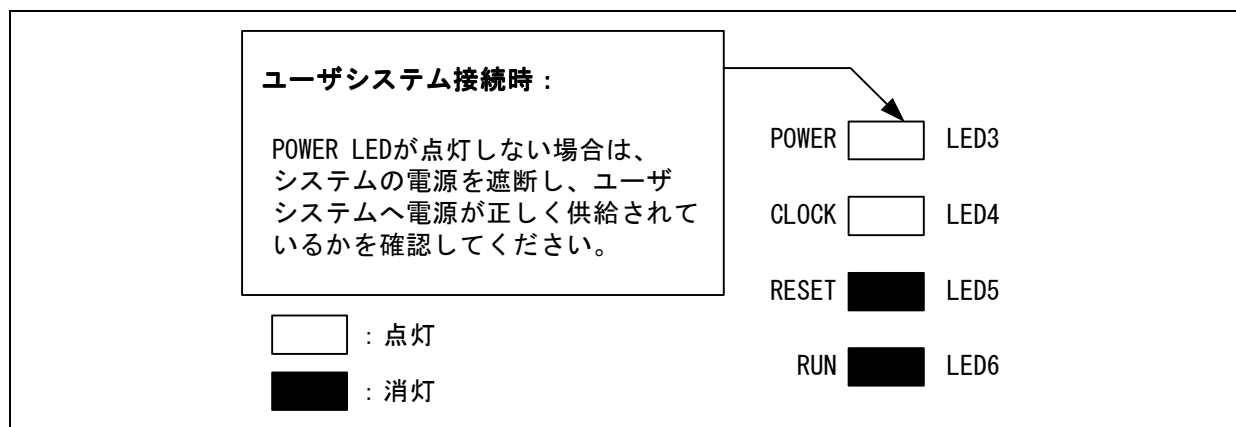 ユーザシステム接続時：
POWER LEDが点灯しない場合は、
システムの電源を遮断し、ユーザ
システムへ電源が正しく供給されて
いるかを確認してください。
：点灯
：消灯
POWER LED3
CLOCK LED4
RESET LED5
RUN LED6